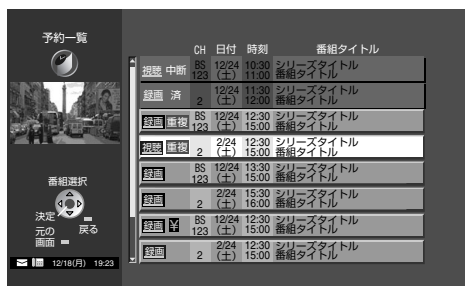 予約一覧
CH 日付 時刻 番組タイトル
視聴 中断 BS 123 12/24 (土) 10:30 11:00 シリーズタイトル 番組タイトル
録画 済 2 12/24 (土) 11:30 12:00 シリーズタイトル 番組タイトル
録画 重複 BS 123 12/24 (土) 12:30 15:00 シリーズタイトル 番組タイトル
視聴 重複 2 2/24 (土) 12:30 15:00 シリーズタイトル 番組タイトル
録画 BS 123 12/24 (土) 13:30 15:00 シリーズタイトル 番組タイトル
録画 2 2/24 (土) 15:30 16:00 シリーズタイトル 番組タイトル
録画 ¥ BS 123 12/24 (土) 12:30 15:00 シリーズタイトル 番組タイトル
録画 2 2/24 (土) 12:30 15:00 シリーズタイトル 番組タイトル
番組選択
決定
元の画面
戻る
12/18(月) 19:23